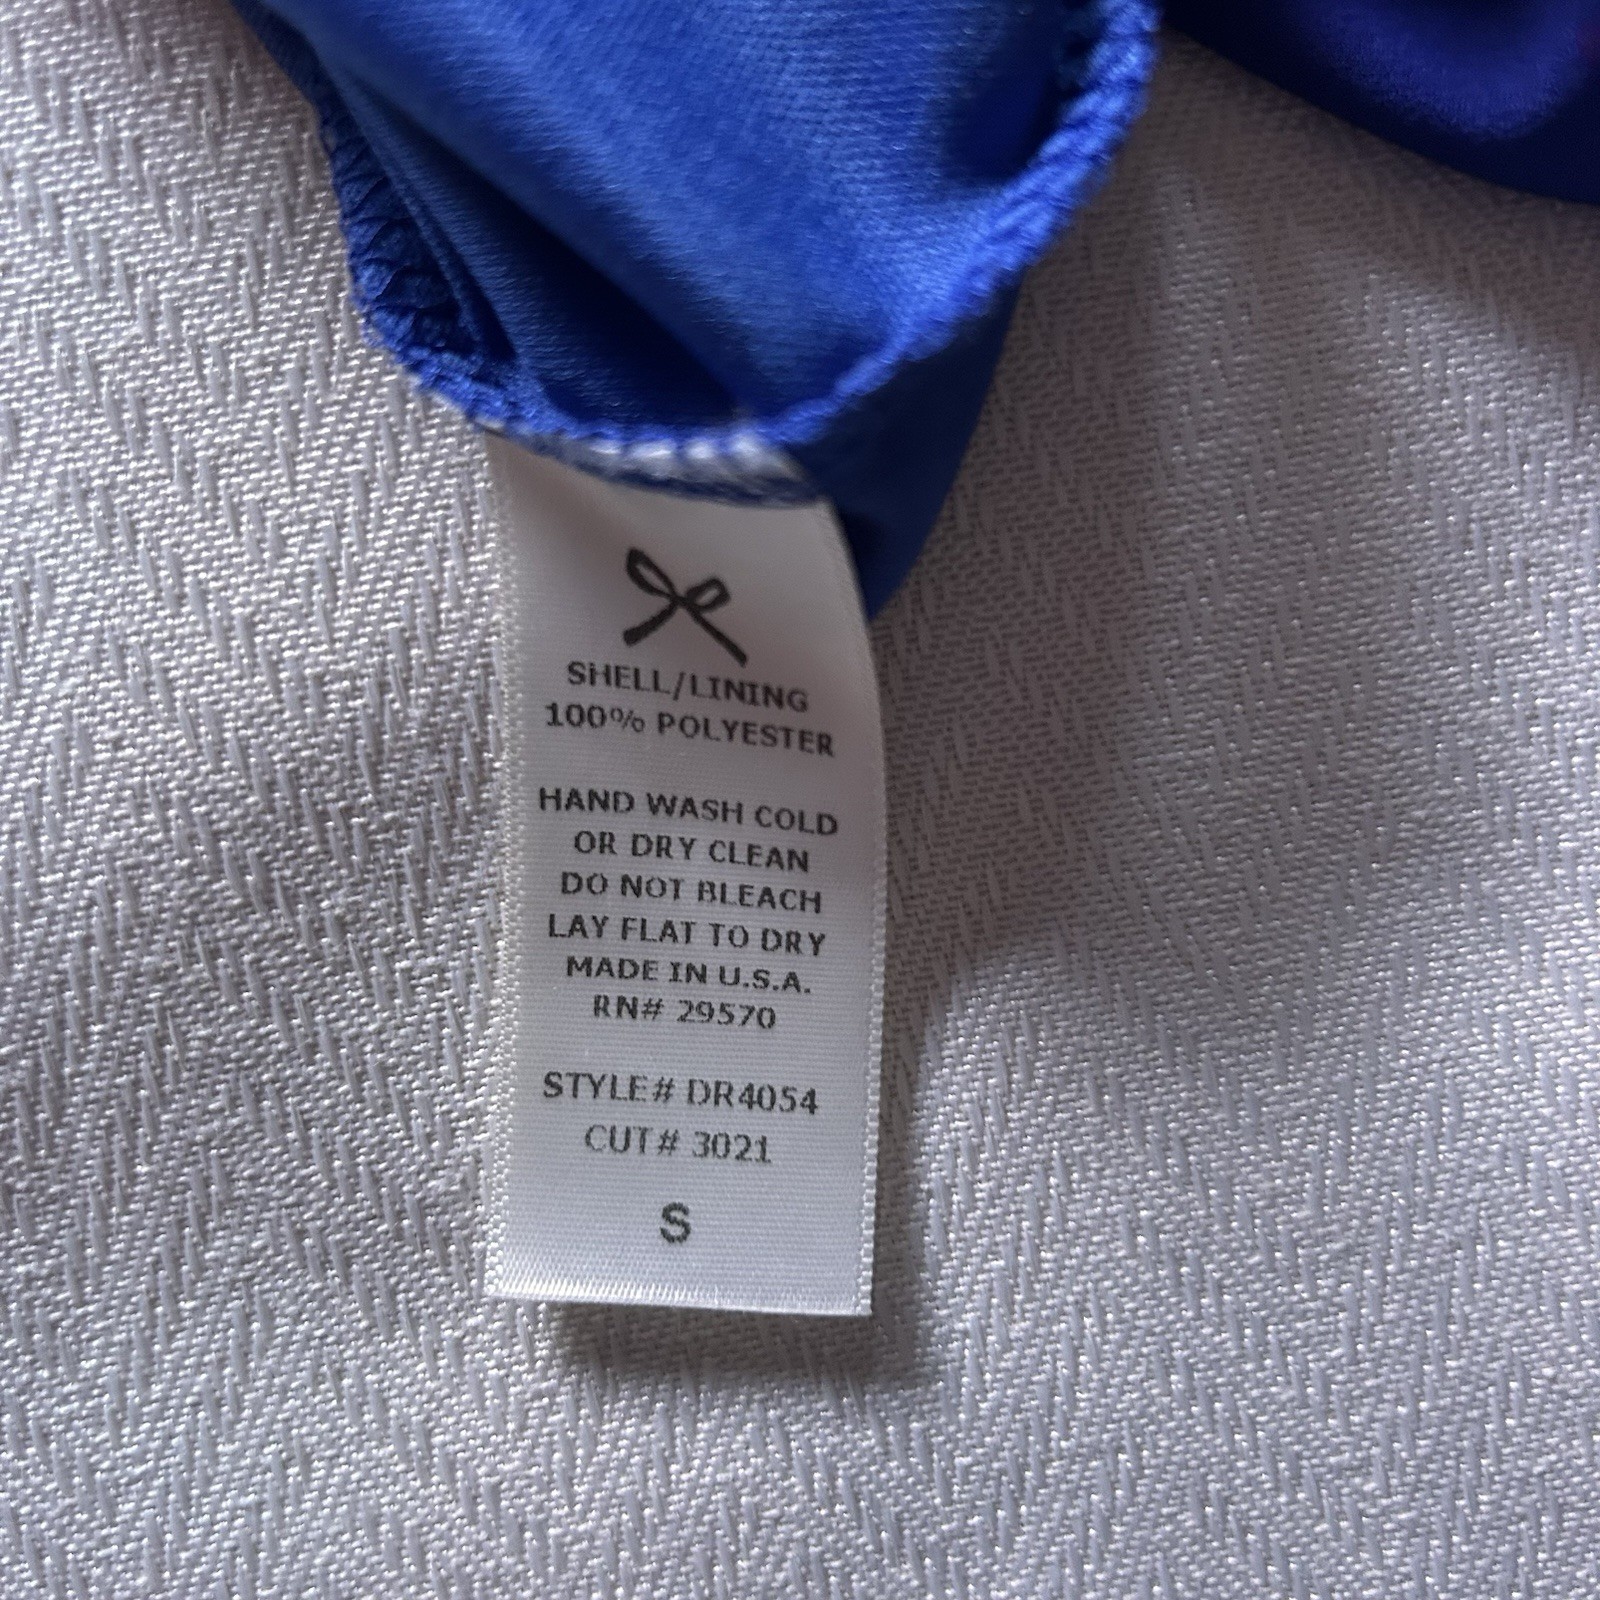 SHELL/LINING
100% POLYESTER
HAND WASH COLD
OR DRY CLEAN
DO NOT BLEACH
LAY FLAT TO DRY
MADE IN U.S.A.
RN# 29570
STYLE# DR4054
CUT# 3021
S